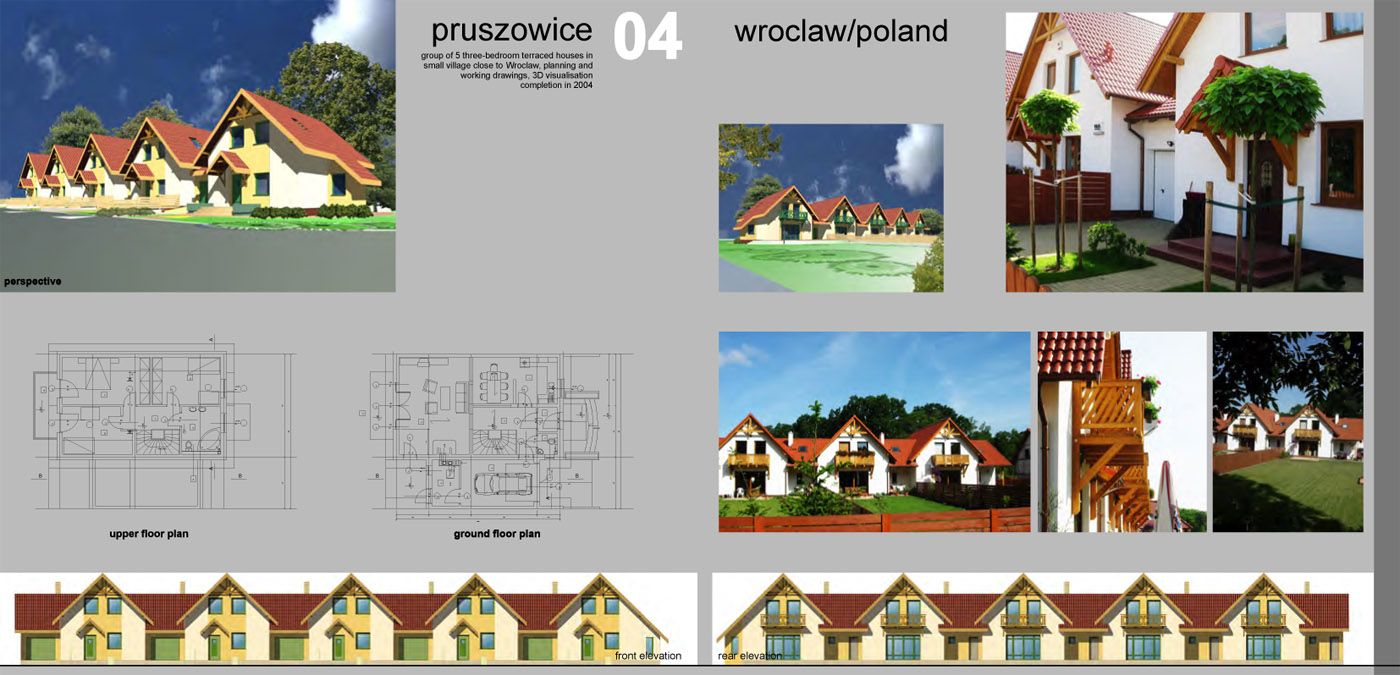 pruszowice
04
wroclaw/poland
group of 5 three-bedroom terraced houses in
small village close to Wroclaw, planning and
working drawings, 3D visualisation
completion in 2004
perspective
A
B
B
B
B
upper floor plan
ground floor plan
front elevation
rear elevation